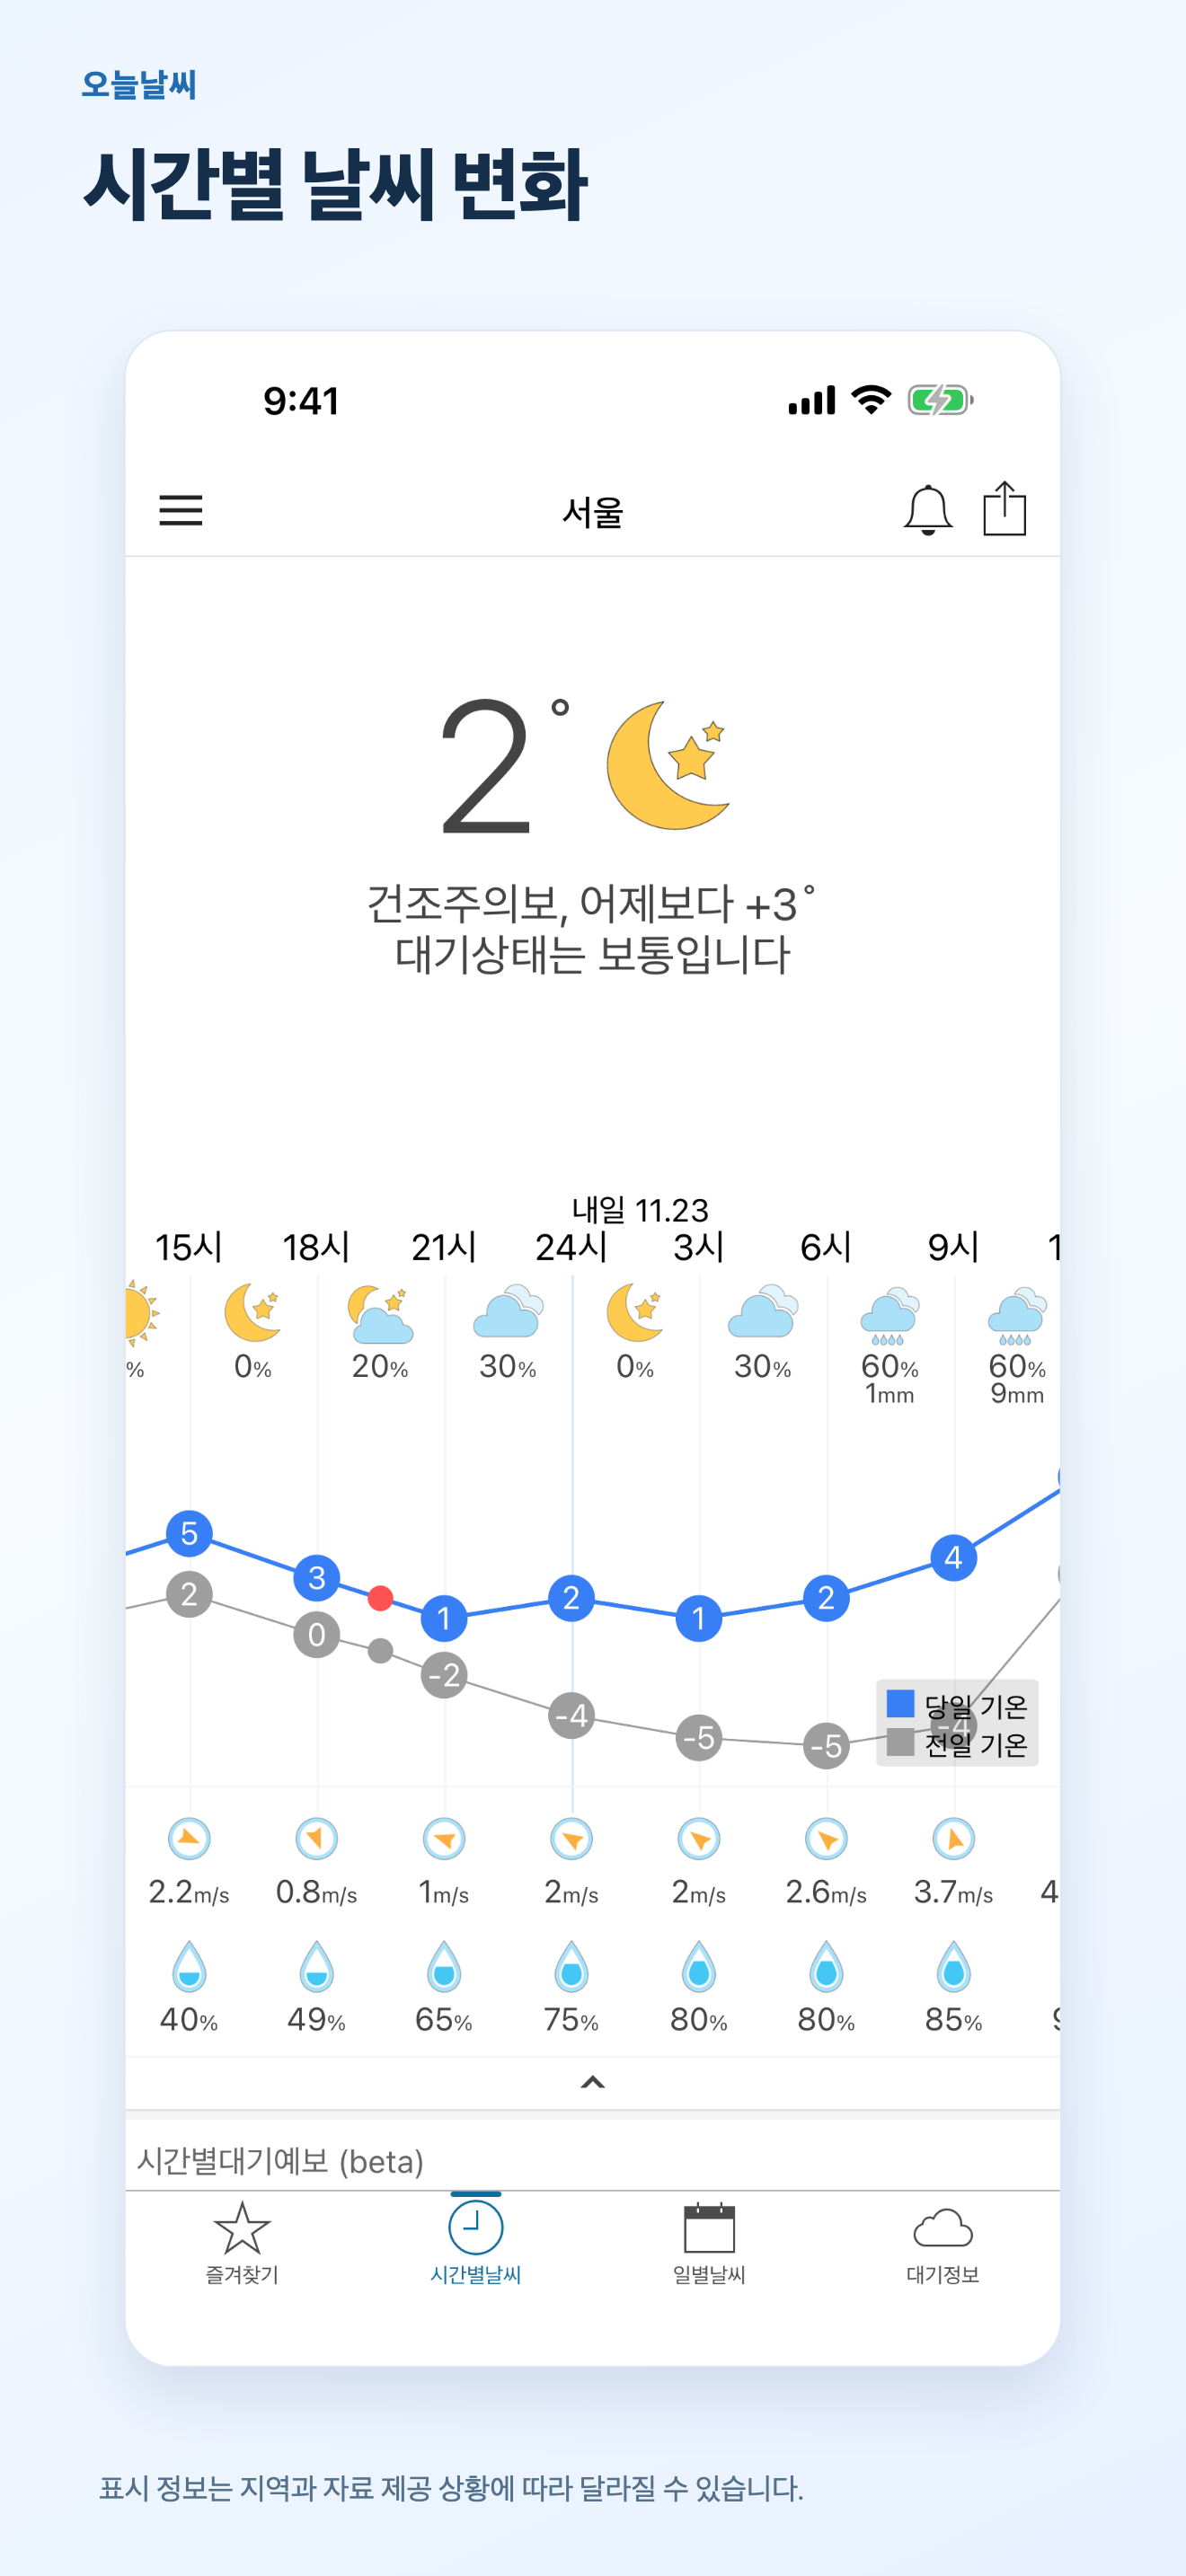 오늘날씨
시간별 날씨 변화
9:41
서울
2°
건조주의보, 어제보다 +3°
대기상태는 보통입니다
내일 11.23
15시 18시 21시 24시 3시 6시 9시 1
% 0% 20% 30% 0% 30% 60% 60%
1mm 9mm
5 3 1 2 1 2 4
2 0 -2 -4 -5 -5 -4
당일 기온
전일 기온
2.2m/s 0.8m/s 1m/s 2m/s 2m/s 2.6m/s 3.7m/s 4
40% 49% 65% 75% 80% 80% 85% 9
시간별대기예보 (beta)
즐겨찾기 시간별날씨 일별날씨 대기정보
표시 정보는 지역과 자료 제공 상황에 따라 달라질 수 있습니다.